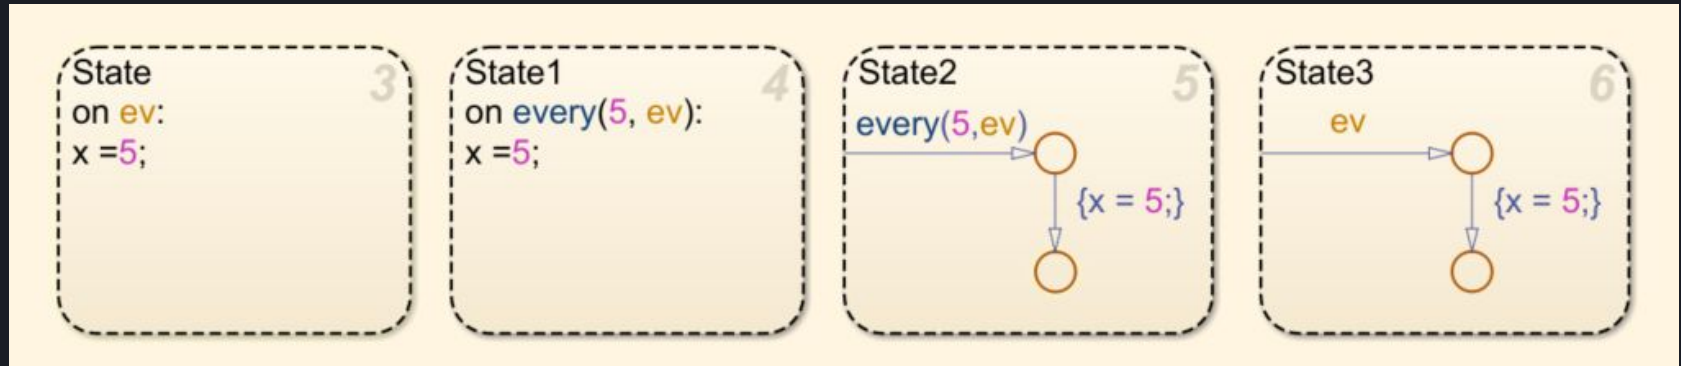 State 3
on ev:
x =5;
State1 4
on every(5, ev):
x =5;
State2 5
every(5,ev)
{x = 5;}
State3 6
ev
{x = 5;}